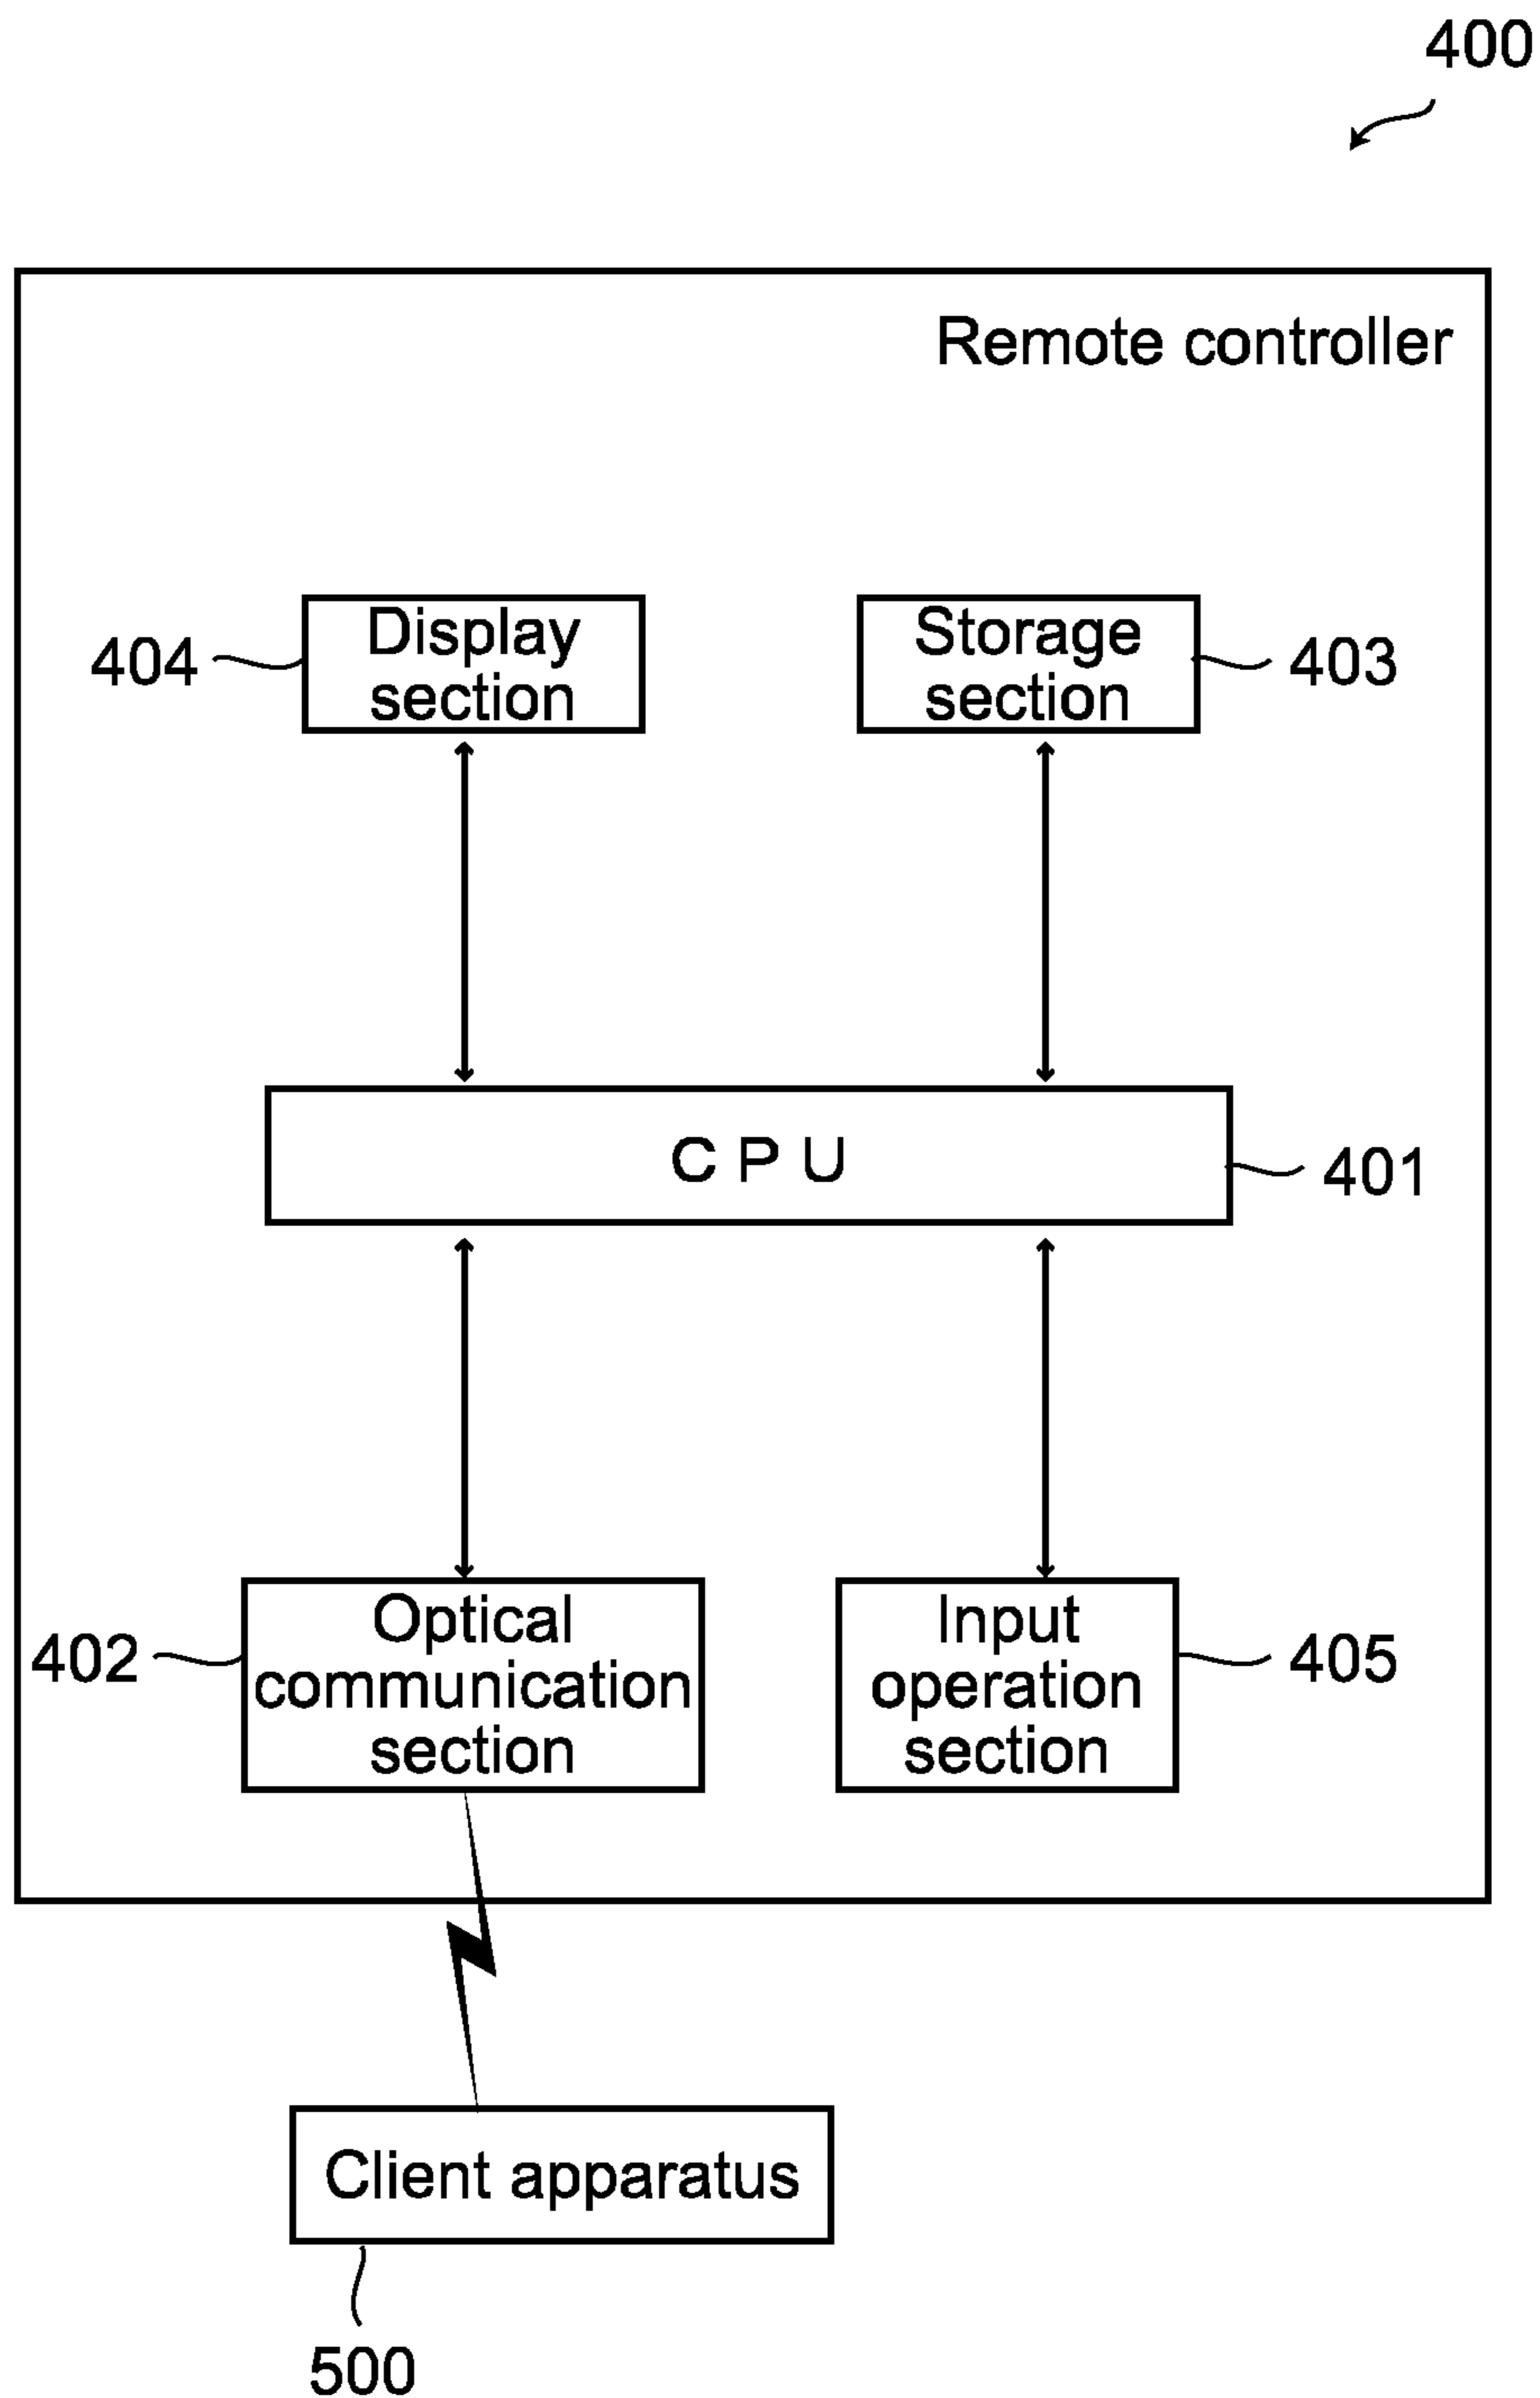 400
Remote controller
Display
section
404
Storage
section
403
C P U
401
Optical
communication
section
402
Input
operation
section
405
Client apparatus
500